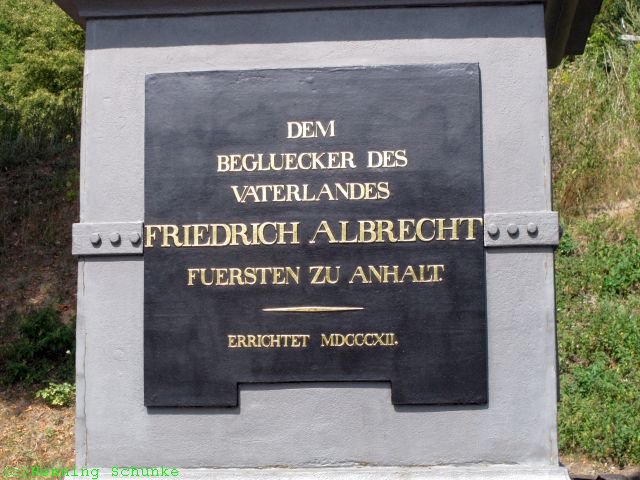 DEM
BEGLUECKER DES
VATERLANDES
FRIEDRICH ALBRECHT
FUERSTEN ZU ANHALT.
ERRICHTET MDCCCXII.
(c)Henning Schunke